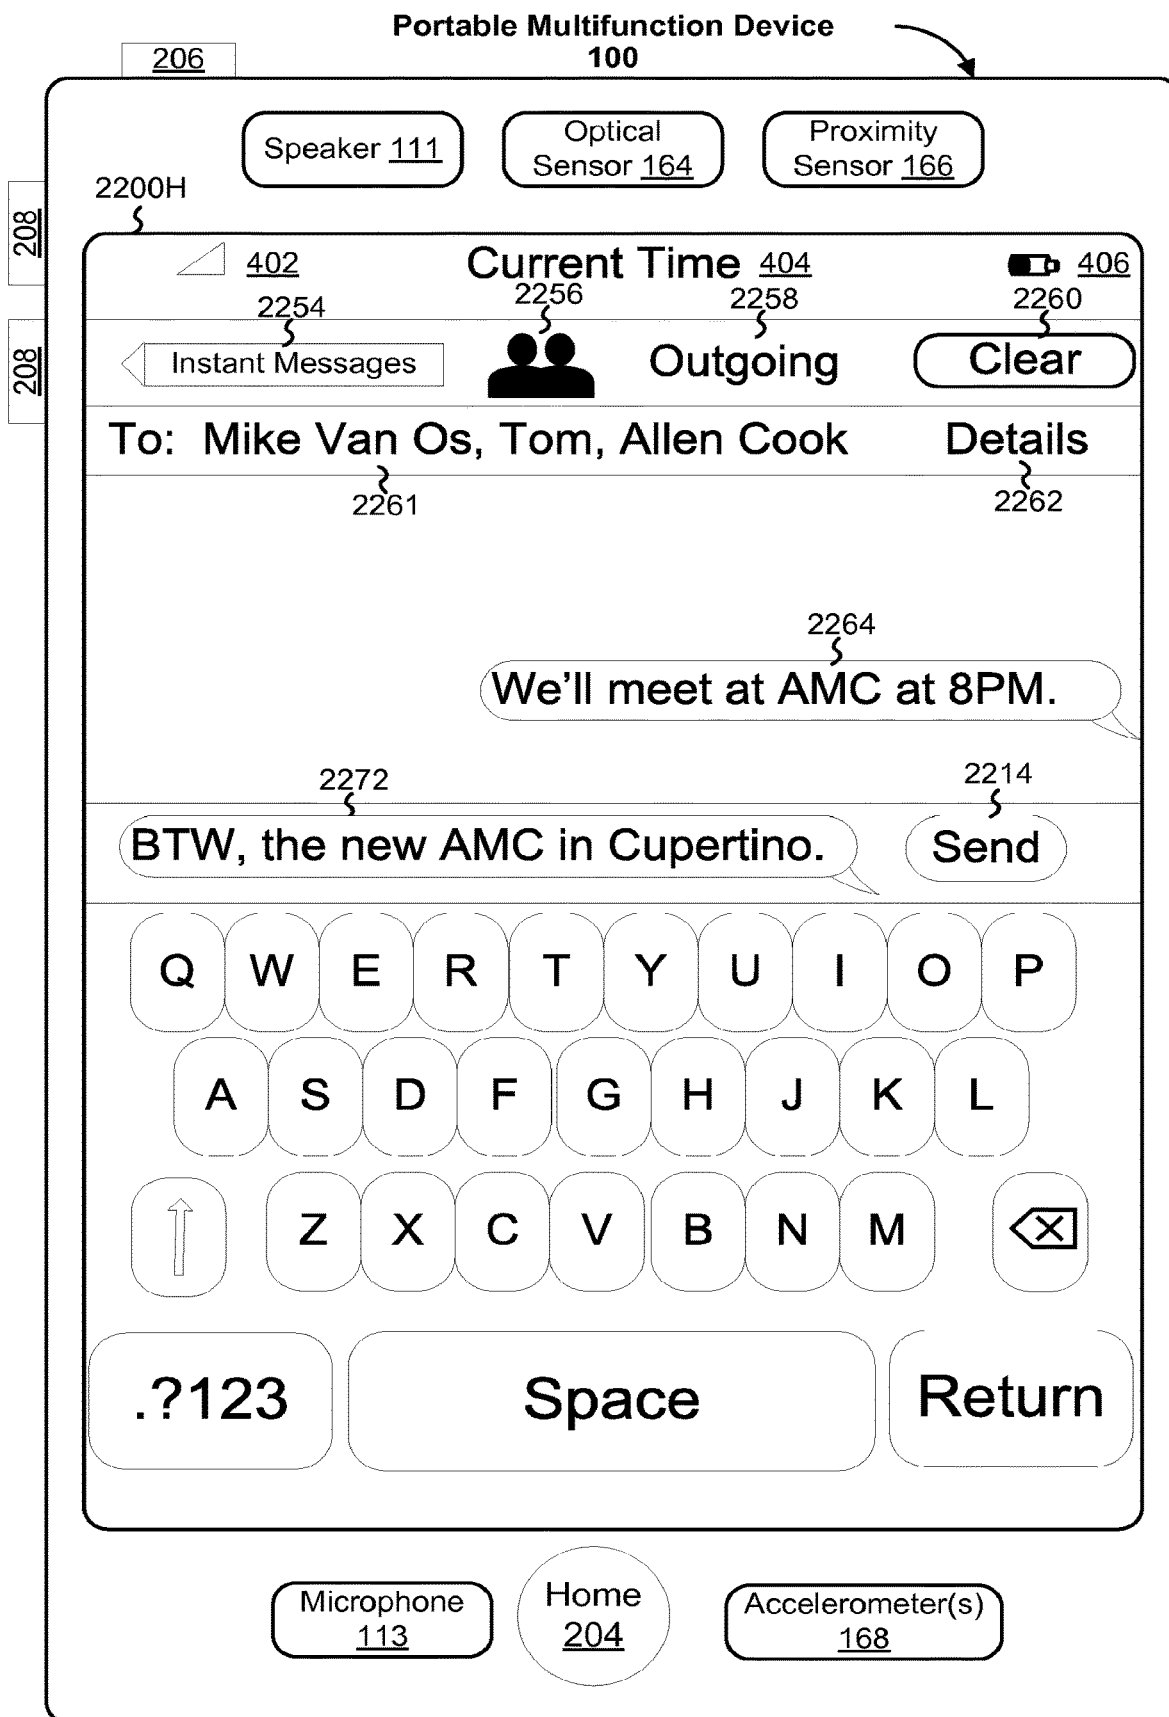 Portable Multifunction Device
100
206
Speaker 111
Optical
Sensor 164
Proximity
Sensor 166
2200H
208
402
Current Time 404
406
2254
2256
2258
2260
208
Instant Messages
Outgoing
Clear
To: Mike Van Os, Tom, Allen Cook
Details
2261
2262
2264
We'll meet at AMC at 8PM.
2272
2214
BTW, the new AMC in Cupertino.
Send
Q W E R T Y U I O P
A S D F G H J K L
Z X C V B N M
.?123
Space
Return
Microphone
113
Home
204
Accelerometer(s)
168